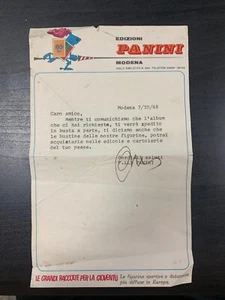 EDIZIONI
PANINI
MODENA
Modena 7/10/68
Caro amico,
mentre ti comunichiamo che l'album
che ci hai richiesto, ti verrà spedito
in busta a parte, ti diciamo anche che
le bustine delle nostre figurine, potrai
acquistarle nelle edicole e cartolerie
del tuo paese.
Cordiali saluti
F.LLI PANINI
LE GRANDI RACCOLTE PER LA GIOVENTÙ
Le figurine sportive e didattiche
più diffuse in Europa.